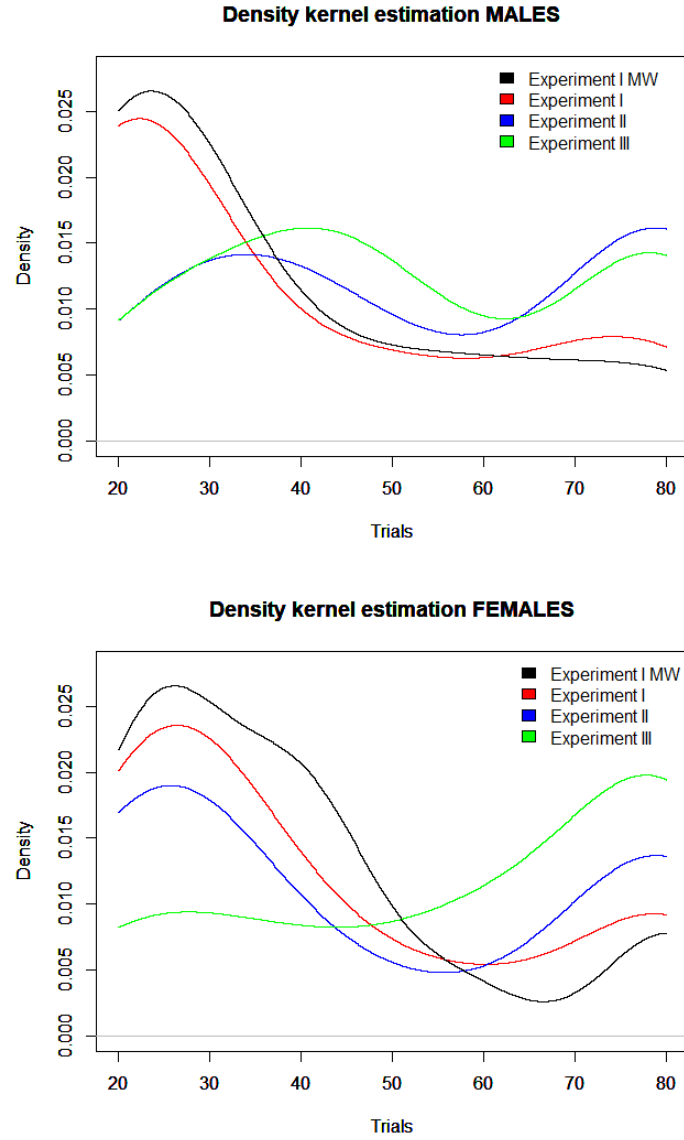 Density kernel estimation MALES
Experiment I MW
Experiment I
Experiment II
Experiment III
Density
0.000
0.005
0.010
0.015
0.020
0.025
20 30 40 50 60 70 80
Trials
Density kernel estimation FEMALES
Experiment I MW
Experiment I
Experiment II
Experiment III
Density
0.000
0.005
0.010
0.015
0.020
0.025
20 30 40 50 60 70 80
Trials